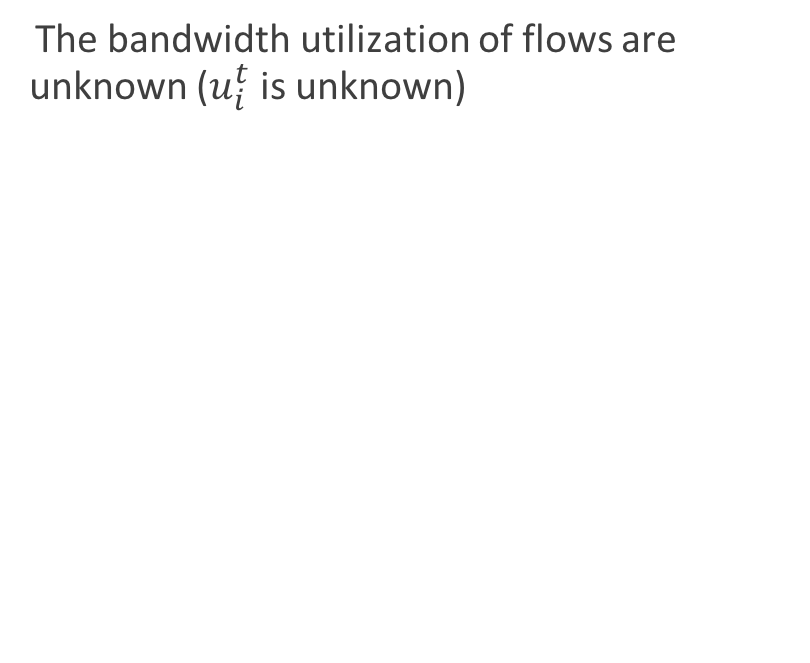 The bandwidth utilization of flows are
unknown (𝑢ᵢᵗ is unknown)